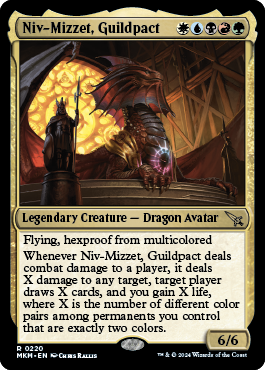 Niv-Mizzet, Guildpact
Legendary Creature — Dragon Avatar
Flying, hexproof from multicolored
Whenever Niv-Mizzet, Guildpact deals
combat damage to a player, it deals
X damage to any target, target player
draws X cards, and you gain X life,
where X is the number of different color
pairs among permanents you control
that are exactly two colors.
6/6
R 0220
MKM • EN Chris Rallis
™ & © 2024 Wizards of the Coast